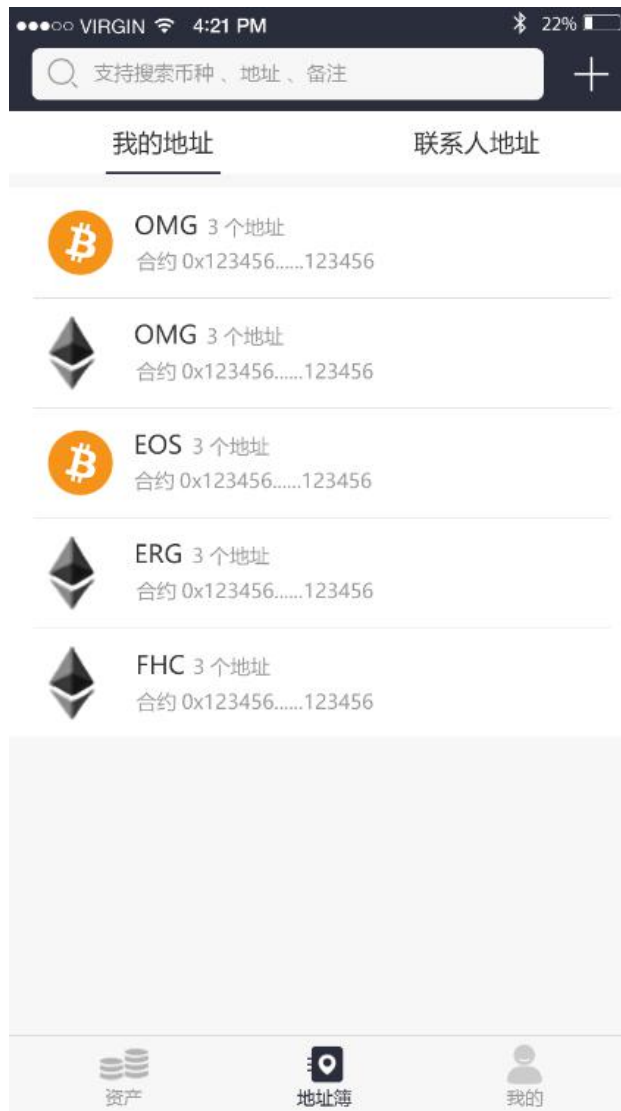 VIRGIN 4:21 PM 22%
支持搜索币种、地址、备注
我的地址 联系人地址
OMG 3 个地址
合约 0x123456......123456
OMG 3 个地址
合约 0x123456......123456
EOS 3 个地址
合约 0x123456......123456
ERG 3 个地址
合约 0x123456......123456
FHC 3 个地址
合约 0x123456......123456
资产 地址簿 我的